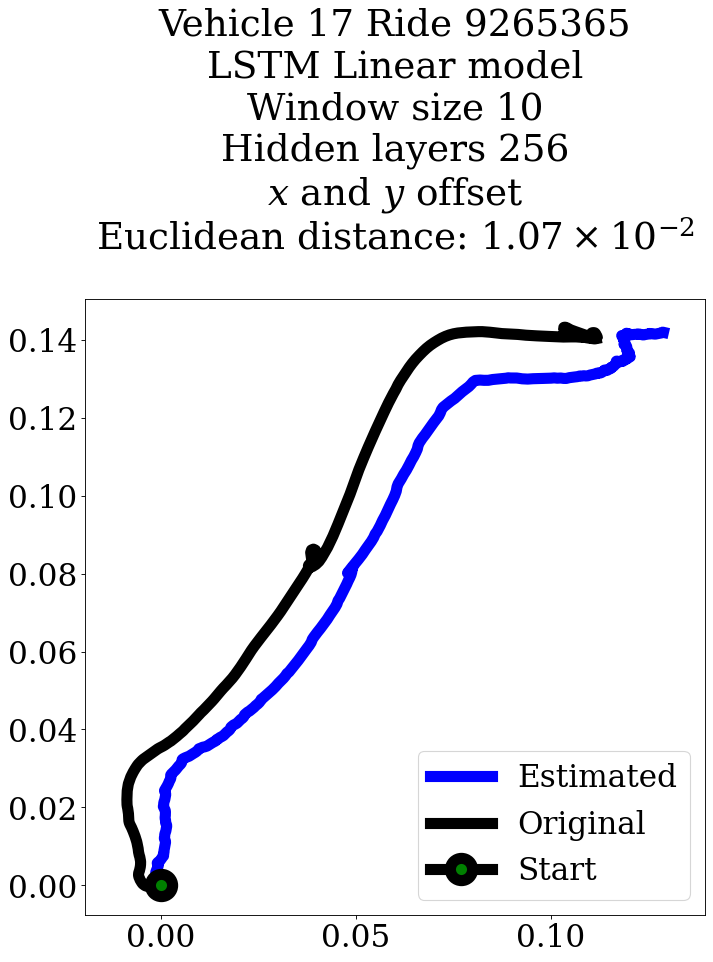 Vehicle 17 Ride 9265365
LSTM Linear model
Window size 10
Hidden layers 256
x and y offset
Euclidean distance: 1.07 × 10⁻²
0.14
0.12
0.10
0.08
0.06
0.04
0.02
0.00
Estimated
Original
Start
0.00 0.05 0.10